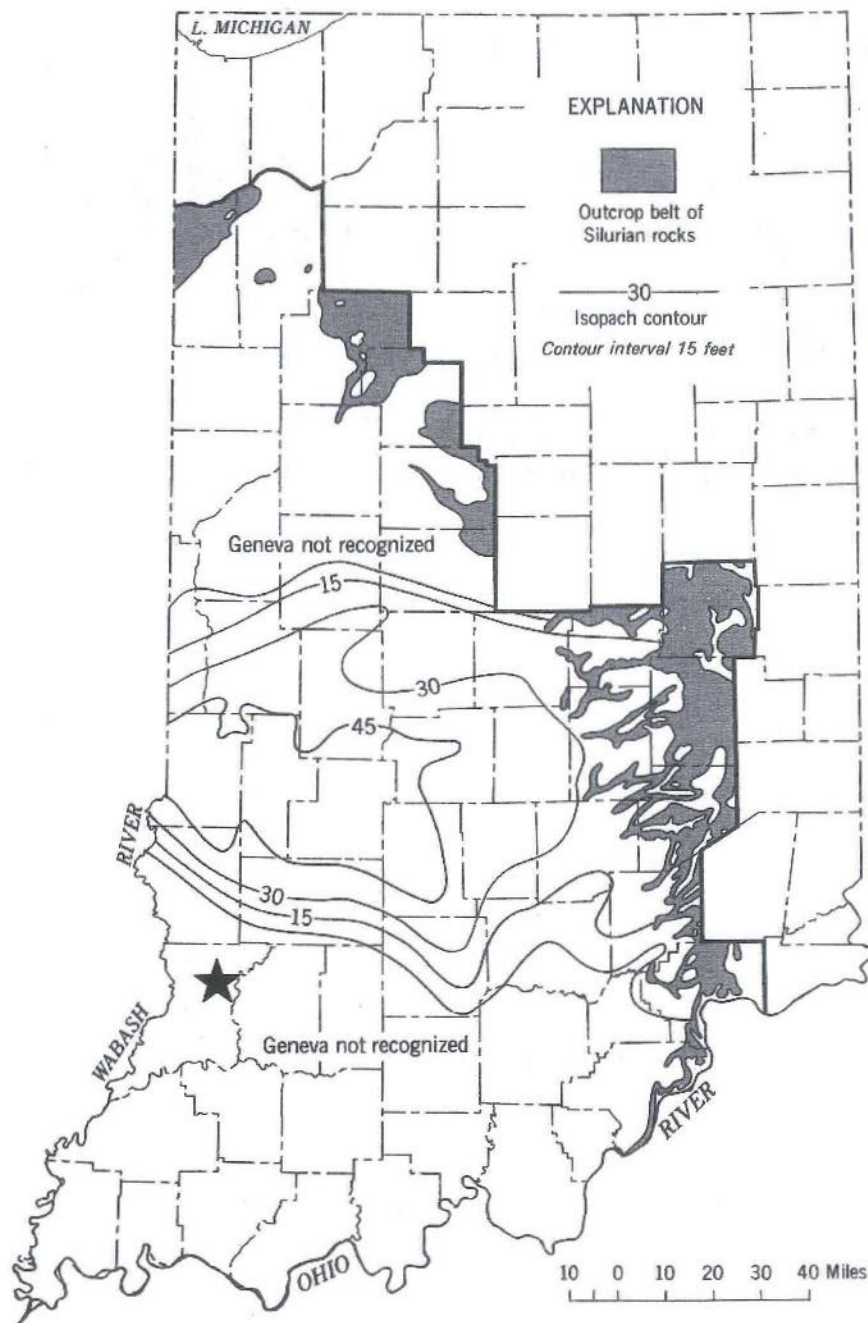 L. MICHIGAN
EXPLANATION
Outcrop belt of
Silurian rocks
30
Isopach contour
Contour interval 15 feet
Geneva not recognized
15
30
45
RIVER
30
15
WABASH
Geneva not recognized
RIVER
OHIO
10 0 10 20 30 40 Miles